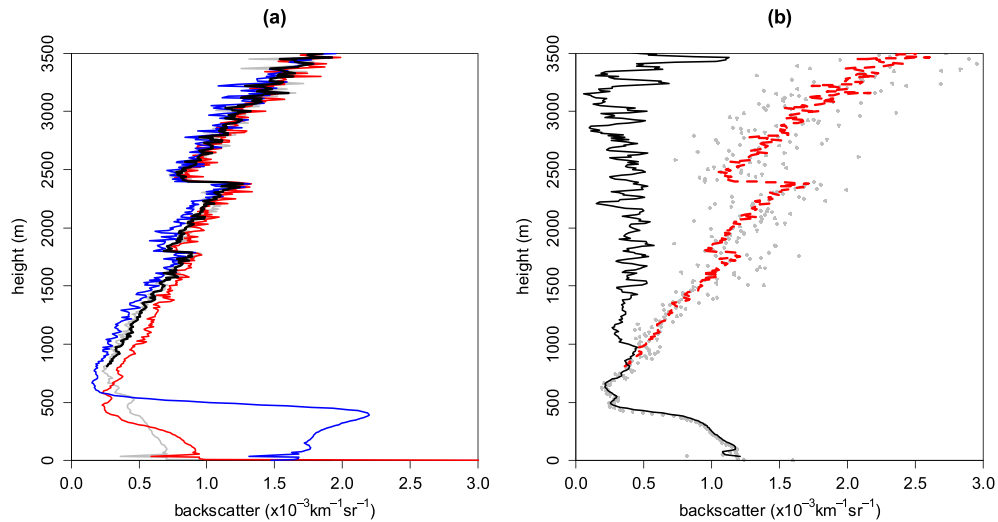 (a) (b)
3500 3500
3000 3000
2500 2500
2000 2000
1500 1500
1000 1000
500 500
0 0
height (m) height (m)
0.0 0.5 1.0 1.5 2.0 2.5 3.0 0.0 0.5 1.0 1.5 2.0 2.5 3.0
backscatter (x10⁻³km⁻¹sr⁻¹) backscatter (x10⁻³km⁻¹sr⁻¹)